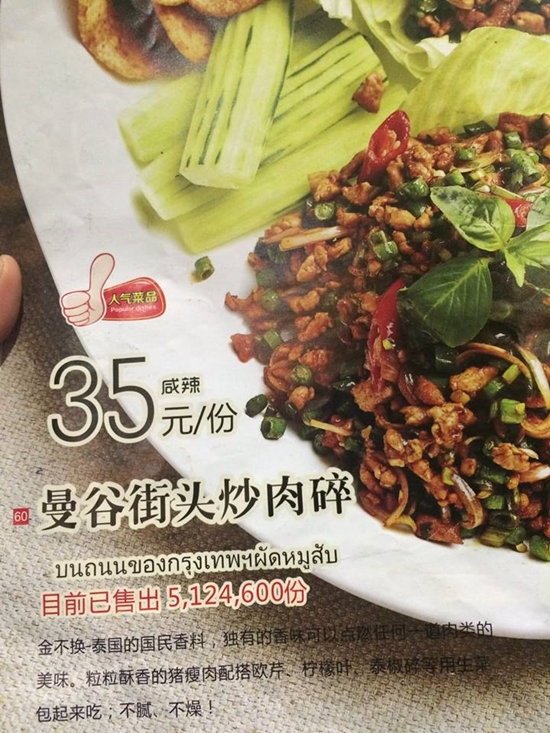 人气菜品
Popular dishes
35 咸辣
元/份
60 曼谷街头炒肉碎
บนถนนของกรุงเทพฯผัดหมูสับ
目前已售出 5,124,600份
金不换-泰国的国民香料，独有的香味可以点燃任何一道肉类的
美味。粒粒酥香的猪瘦肉配搭欧芹、柠檬叶、泰椒碎等用生菜
包起来吃；不腻、不燥！